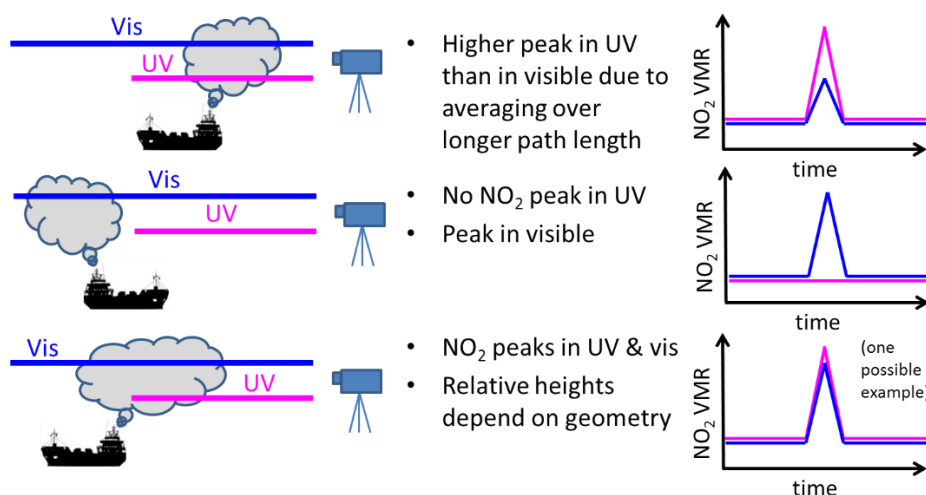 Vis
UV
• Higher peak in UV
than in visible due to
averaging over
longer path length
NO₂ VMR
time
Vis
UV
• No NO₂ peak in UV
• Peak in visible
NO₂ VMR
time
Vis
UV
• NO₂ peaks in UV & vis
• Relative heights
depend on geometry
NO₂ VMR
(one
possible
example)
time